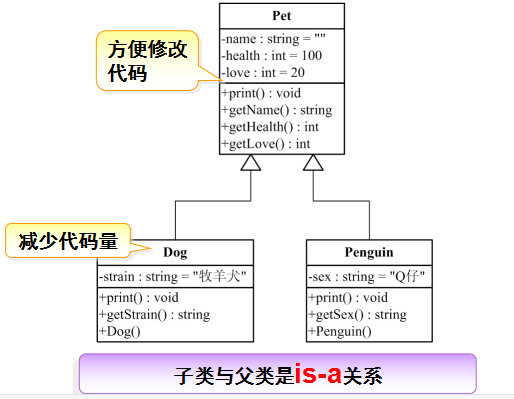 Pet
-name : string = ""
-health : int = 100
-love : int = 20
+print() : void
+getName() : string
+getHealth() : int
+getLove() : int
方便修改
代码
减少代码量
Dog
-strain : string = "牧羊犬"
+print() : void
+getStrain() : string
+Dog()
Penguin
-sex : string = "Q仔"
+print() : void
+getSex() : string
+Penguin()
子类与父类是is-a关系